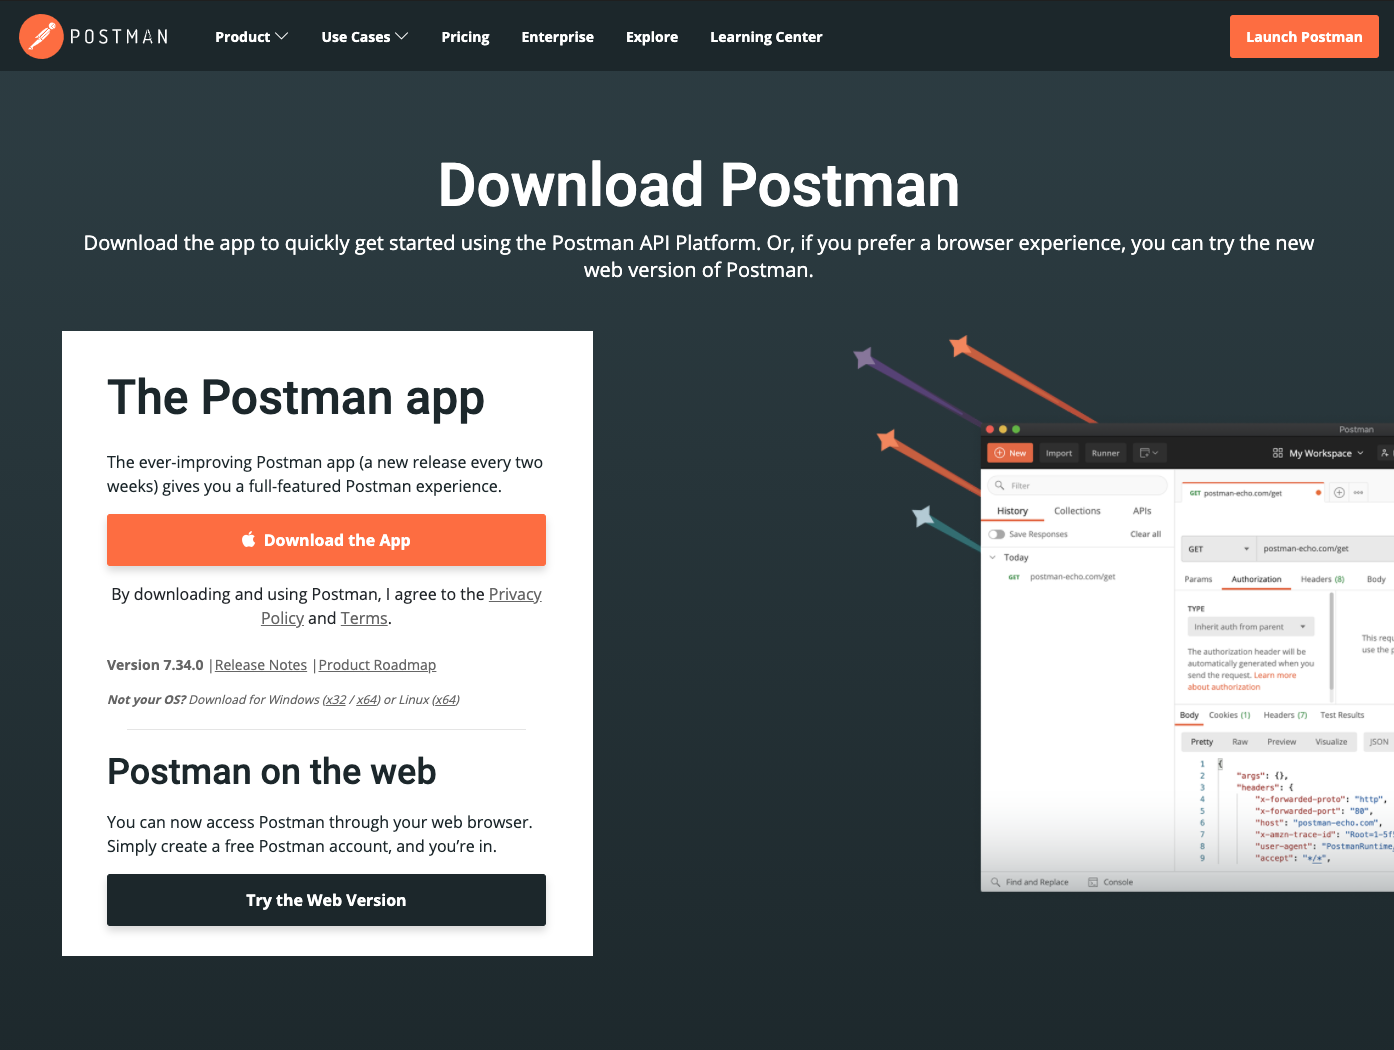 POSTMAN
Product
Use Cases
Pricing
Enterprise
Explore
Learning Center
Launch Postman
Download Postman
Download the app to quickly get started using the Postman API Platform. Or, if you prefer a browser experience, you can try the new
web version of Postman.
The Postman app
The ever-improving Postman app (a new release every two
weeks) gives you a full-featured Postman experience.
Download the App
By downloading and using Postman, I agree to the Privacy
Policy and Terms.
Version 7.34.0 | Release Notes | Product Roadmap
Not your OS? Download for Windows (x32 / x64) or Linux (x64)
Postman on the web
You can now access Postman through your web browser.
Simply create a free Postman account, and you’re in.
Try the Web Version
Postman
New
Import
Runner
My Workspace
Filter
History
Collections
APIs
Save Responses
Clear all
Today
GET postman-echo.com/get
GET postman-echo.com/get
GET
postman-echo.com/get
Params
Authorization
Headers (8)
Body
TYPE
Inherit auth from parent
The authorization header will be
automatically generated when you
send the request. Learn more
about authorization
This requ
use the p
Body
Cookies (1)
Headers (7)
Test Results
Pretty
Raw
Preview
Visualize
JSON
1 {
2 "args": {},
3 "headers": {
4 "x-forwarded-proto": "http",
5 "x-forwarded-port": "80",
6 "host": "postman-echo.com",
7 "x-amzn-trace-id": "Root=1-5f
8 "user-agent": "PostmanRuntime
9 "accept": "*/*",
Find and Replace
Console